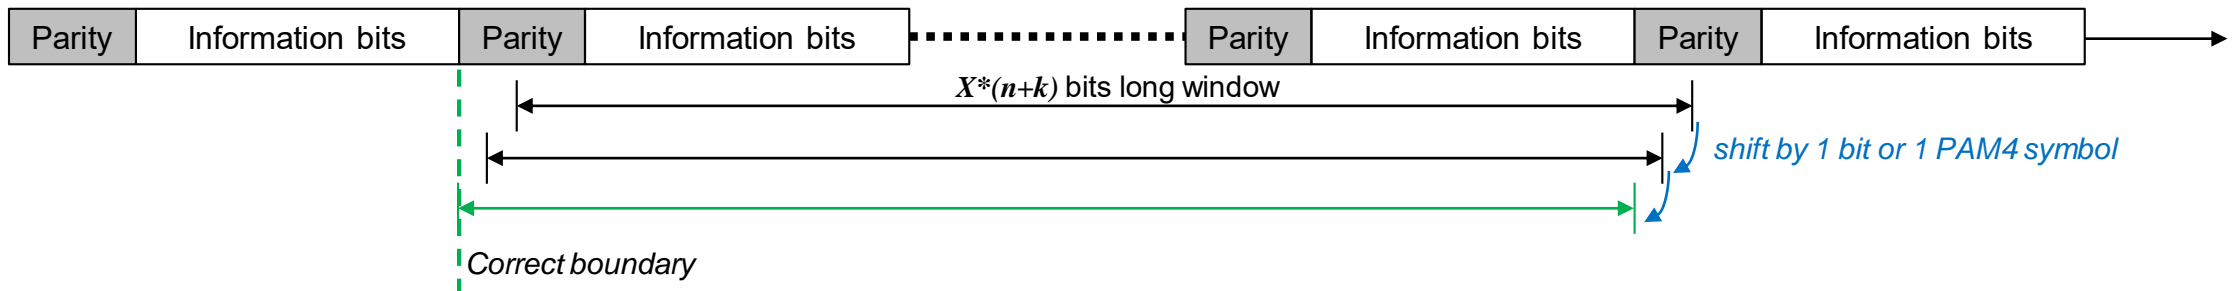 Parity Information bits Parity Information bits Parity Information bits Parity Information bits
X*(n+k) bits long window
shift by 1 bit or 1 PAM4 symbol
Correct boundary